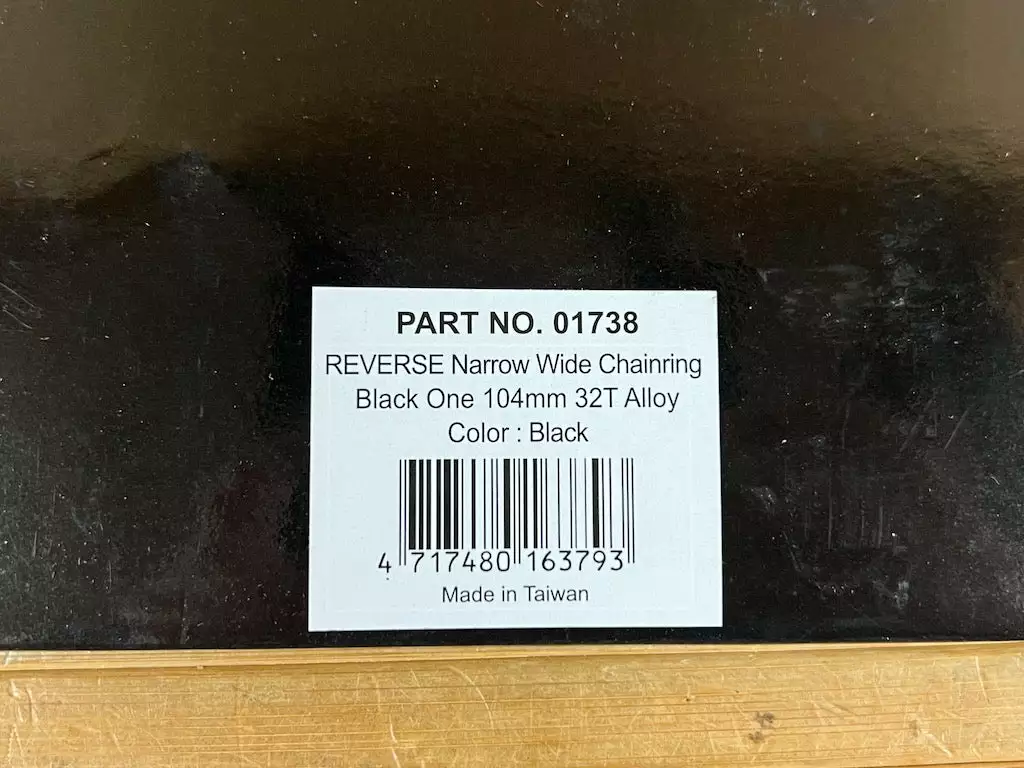 PART NO. 01738
REVERSE Narrow Wide Chainring
Black One 104mm 32T Alloy
Color : Black
4 717480 163793
Made in Taiwan